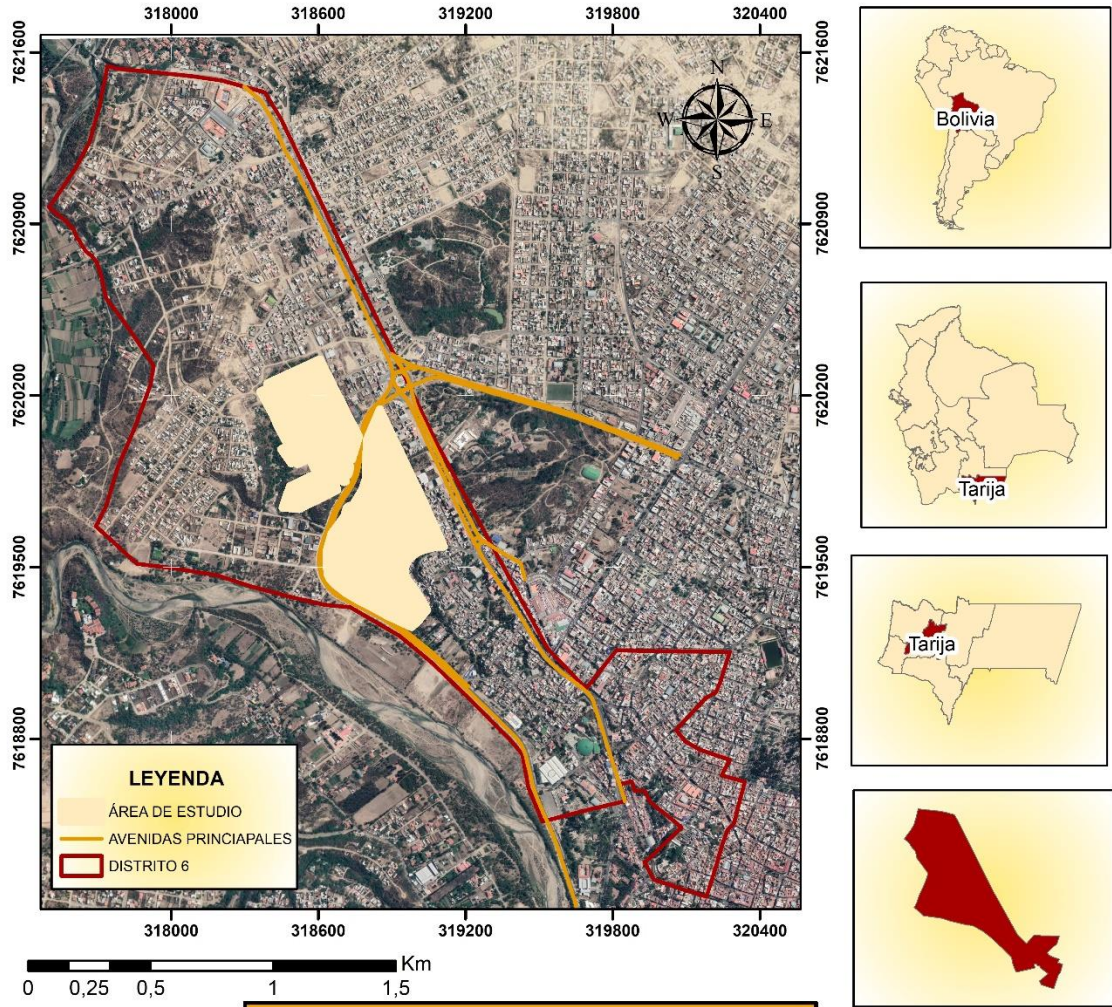 318000 318600 319200 319800 320400
7621600 7621600
N
W E
S
7620900 7620900
7620200 7620200
7619500 7619500
7618800 7618800
LEYENDA
ÁREA DE ESTUDIO
AVENIDAS PRINCIAPALES
DISTRITO 6
318000 318600 319200 319800 320400
Km
0 0,25 0,5 1 1,5
Bolivia
Tarija
Tarija